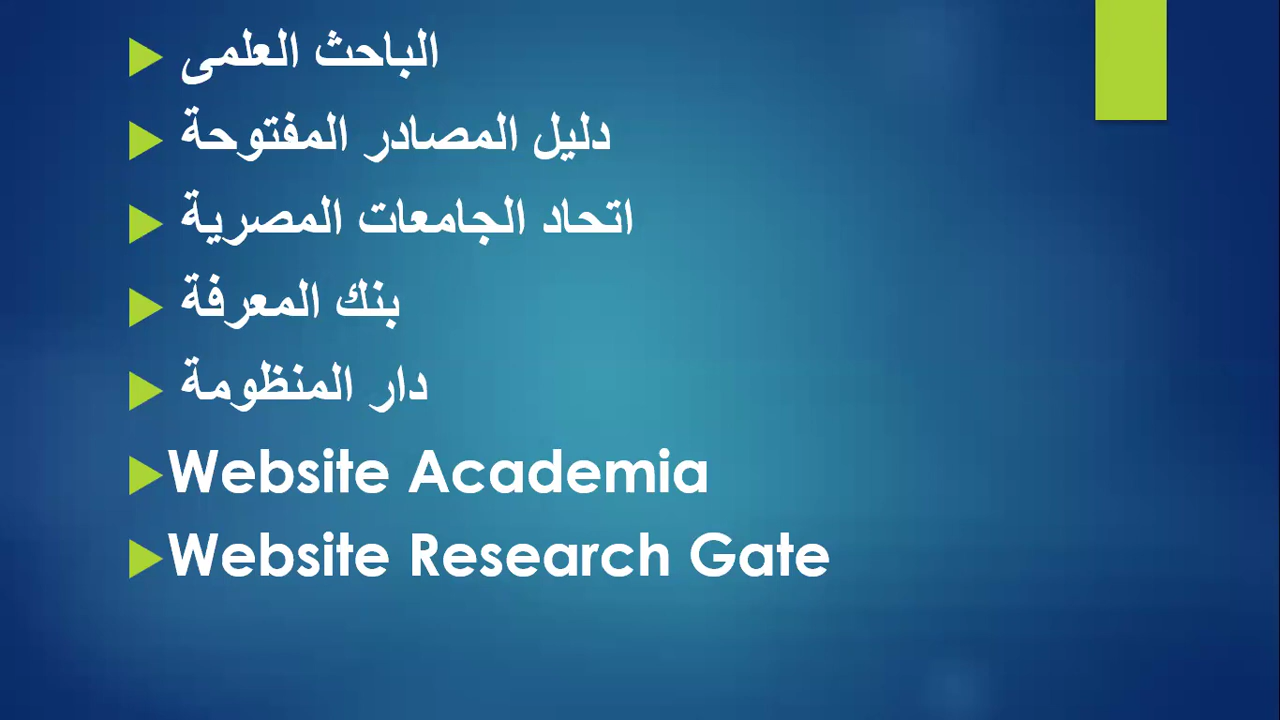 الباحث العلمى
دليل المصادر المفتوحة
اتحاد الجامعات المصرية
بنك المعرفة
دار المنظومة
Website Academia
Website Research Gate